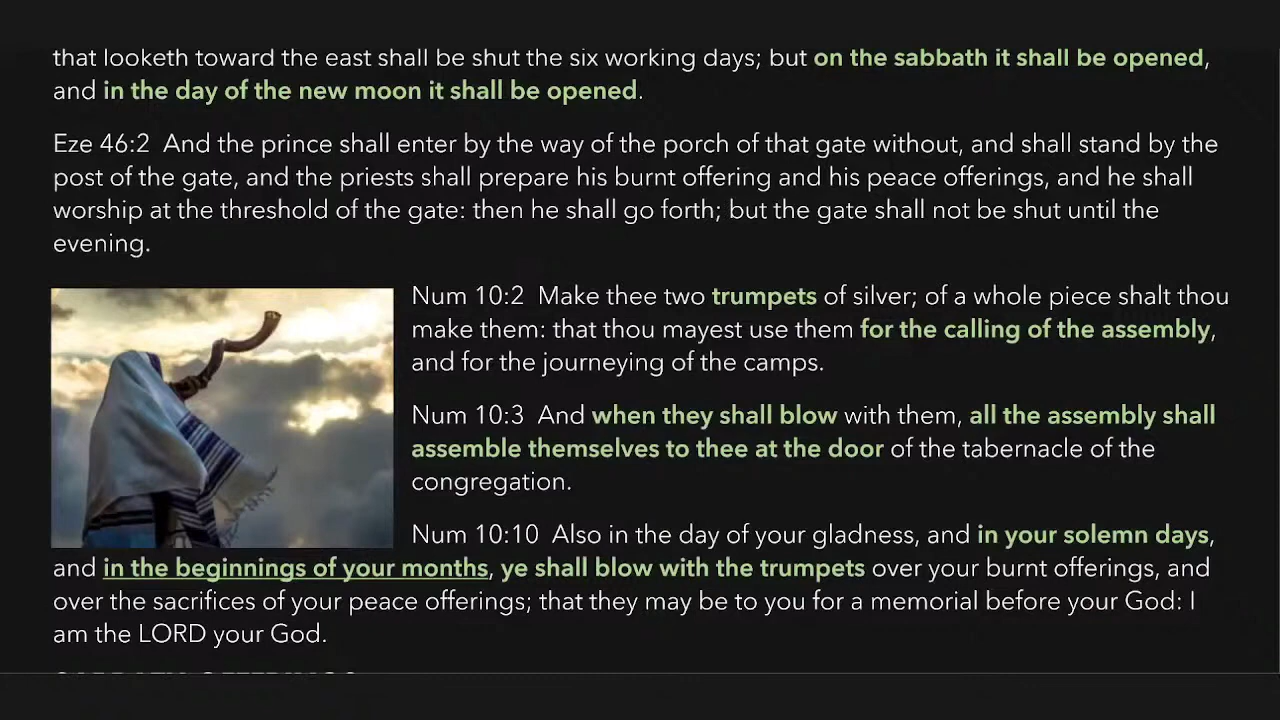 that looketh toward the east shall be shut the six working days; but on the sabbath it shall be opened,
and in the day of the new moon it shall be opened.
Eze 46:2 And the prince shall enter by the way of the porch of that gate without, and shall stand by the
post of the gate, and the priests shall prepare his burnt offering and his peace offerings, and he shall
worship at the threshold of the gate: then he shall go forth; but the gate shall not be shut until the
evening.
Num 10:2 Make thee two trumpets of silver; of a whole piece shalt thou
make them: that thou mayest use them for the calling of the assembly,
and for the journeying of the camps.
Num 10:3 And when they shall blow with them, all the assembly shall
assemble themselves to thee at the door of the tabernacle of the
congregation.
Num 10:10 Also in the day of your gladness, and in your solemn days,
and in the beginnings of your months, ye shall blow with the trumpets over your burnt offerings, and
over the sacrifices of your peace offerings; that they may be to you for a memorial before your God: I
am the LORD your God.